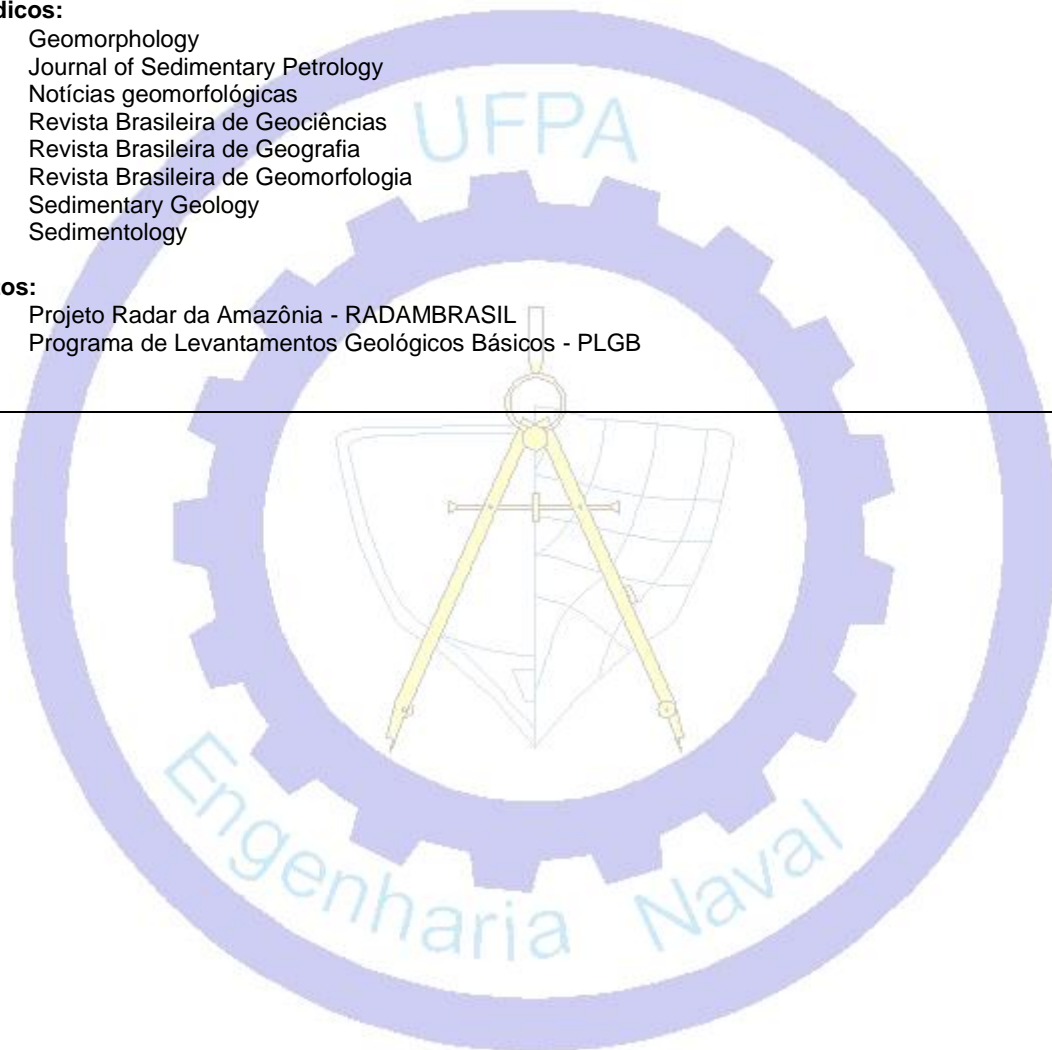 dicos:
Geomorphology
Journal of Sedimentary Petrology
Notícias geomorfológicas
Revista Brasileira de Geociências
Revista Brasileira de Geografia
Revista Brasileira de Geomorfologia
Sedimentary Geology
Sedimentology
os:
Projeto Radar da Amazônia - RADAMBRASIL
Programa de Levantamentos Geológicos Básicos - PLGB
UFPA
Engenharia Naval